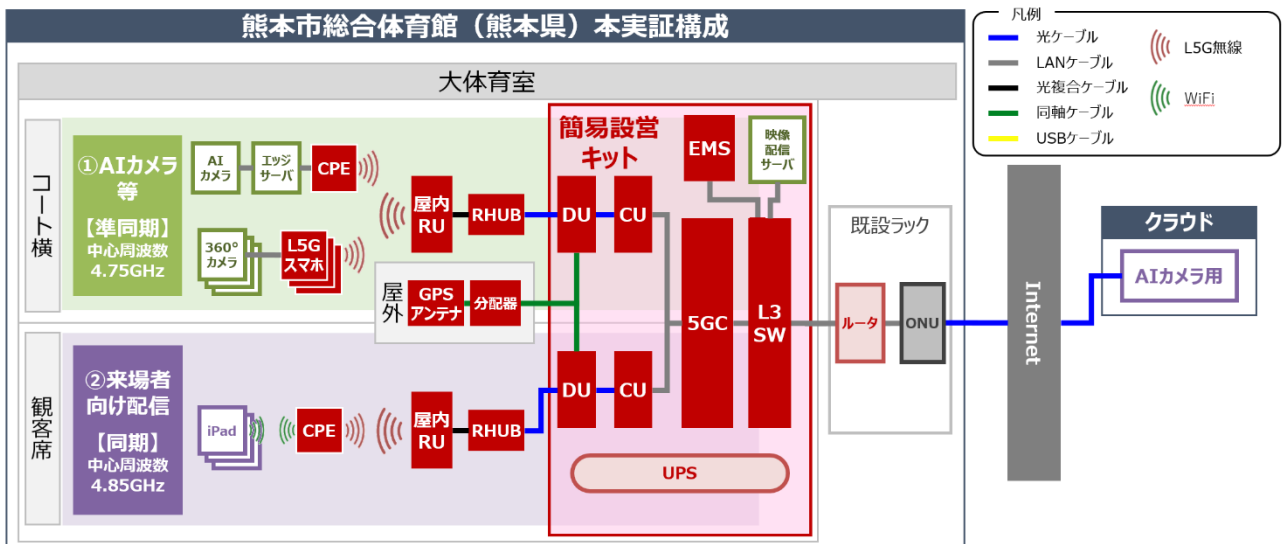 熊本市総合体育館（熊本県）本実証構成
凡例
光ケーブル
LANケーブル
光複合ケーブル
同軸ケーブル
USBケーブル
L5G無線
WiFi
大体育室
コート横
①AIカメラ
等
【準同期】
中心周波数
4.75GHz
AI
カメラ
エッジ
サーバ
CPE
360°
カメラ
L5G
スマホ
屋内
RU
RHUB
簡易設営
キット
DU
CU
EMS
映像
配信
サーバ
屋外
GPS
アンテナ
分配器
5GC
L3
SW
既設ラック
ルータ
ONU
Internet
クラウド
AIカメラ用
観客席
②来場者
向け配信
【同期】
中心周波数
4.85GHz
iPad
CPE
屋内
RU
RHUB
DU
CU
UPS